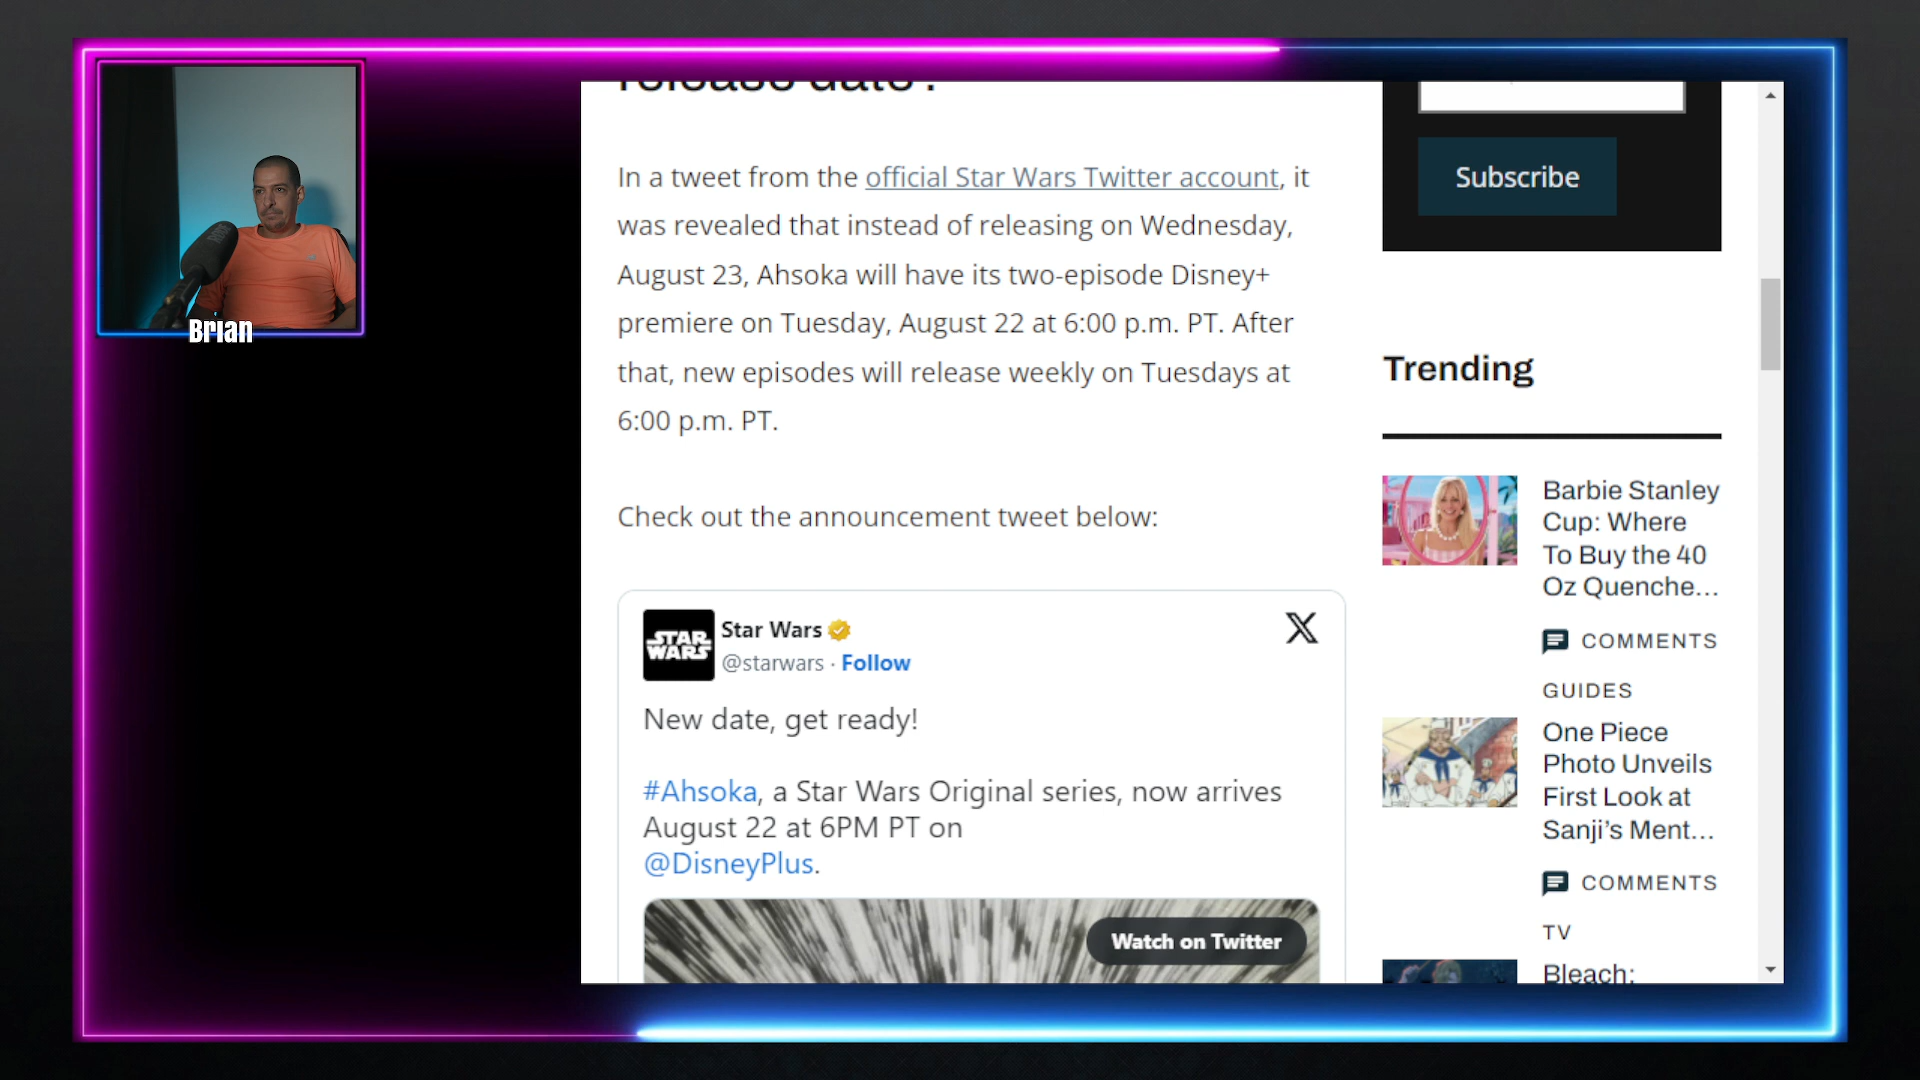 Brian
release date?
In a tweet from the official Star Wars Twitter account, it
was revealed that instead of releasing on Wednesday,
August 23, Ahsoka will have its two-episode Disney+
premiere on Tuesday, August 22 at 6:00 p.m. PT. After
that, new episodes will release weekly on Tuesdays at
6:00 p.m. PT.
Check out the announcement tweet below:
STAR
WARS
Star Wars
@starwars · Follow
New date, get ready!
#Ahsoka, a Star Wars Original series, now arrives
August 22 at 6PM PT on
@DisneyPlus.
Watch on Twitter
Subscribe
Trending
Barbie Stanley
Cup: Where
To Buy the 40
Oz Quenche...
COMMENTS
GUIDES
One Piece
Photo Unveils
First Look at
Sanji’s Ment...
COMMENTS
TV
Bleach: